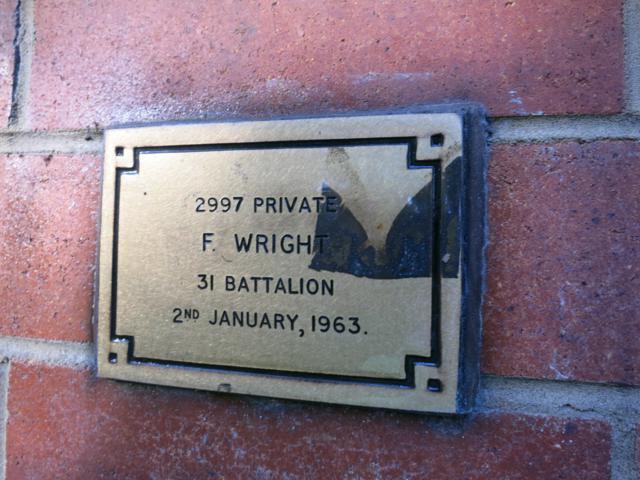 2997 PRIVATE
F. WRIGHT
31 BATTALION
2ND JANUARY, 1963.